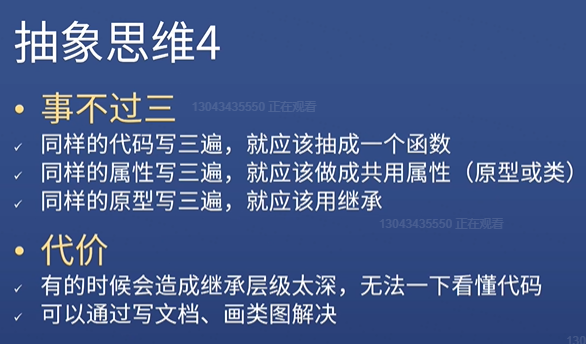 抽象思维4
• 事不过三
13043435550 正在观看
✓ 同样的代码写三遍，就应该抽成一个函数
✓ 同样的属性写三遍，就应该做成共用属性（原型或类）
✓ 同样的原型写三遍，就应该用继承
13043435550 正在观看
• 代价
✓ 有的时候会造成继承层级太深，无法一下看懂代码
✓ 可以通过写文档、画类图解决